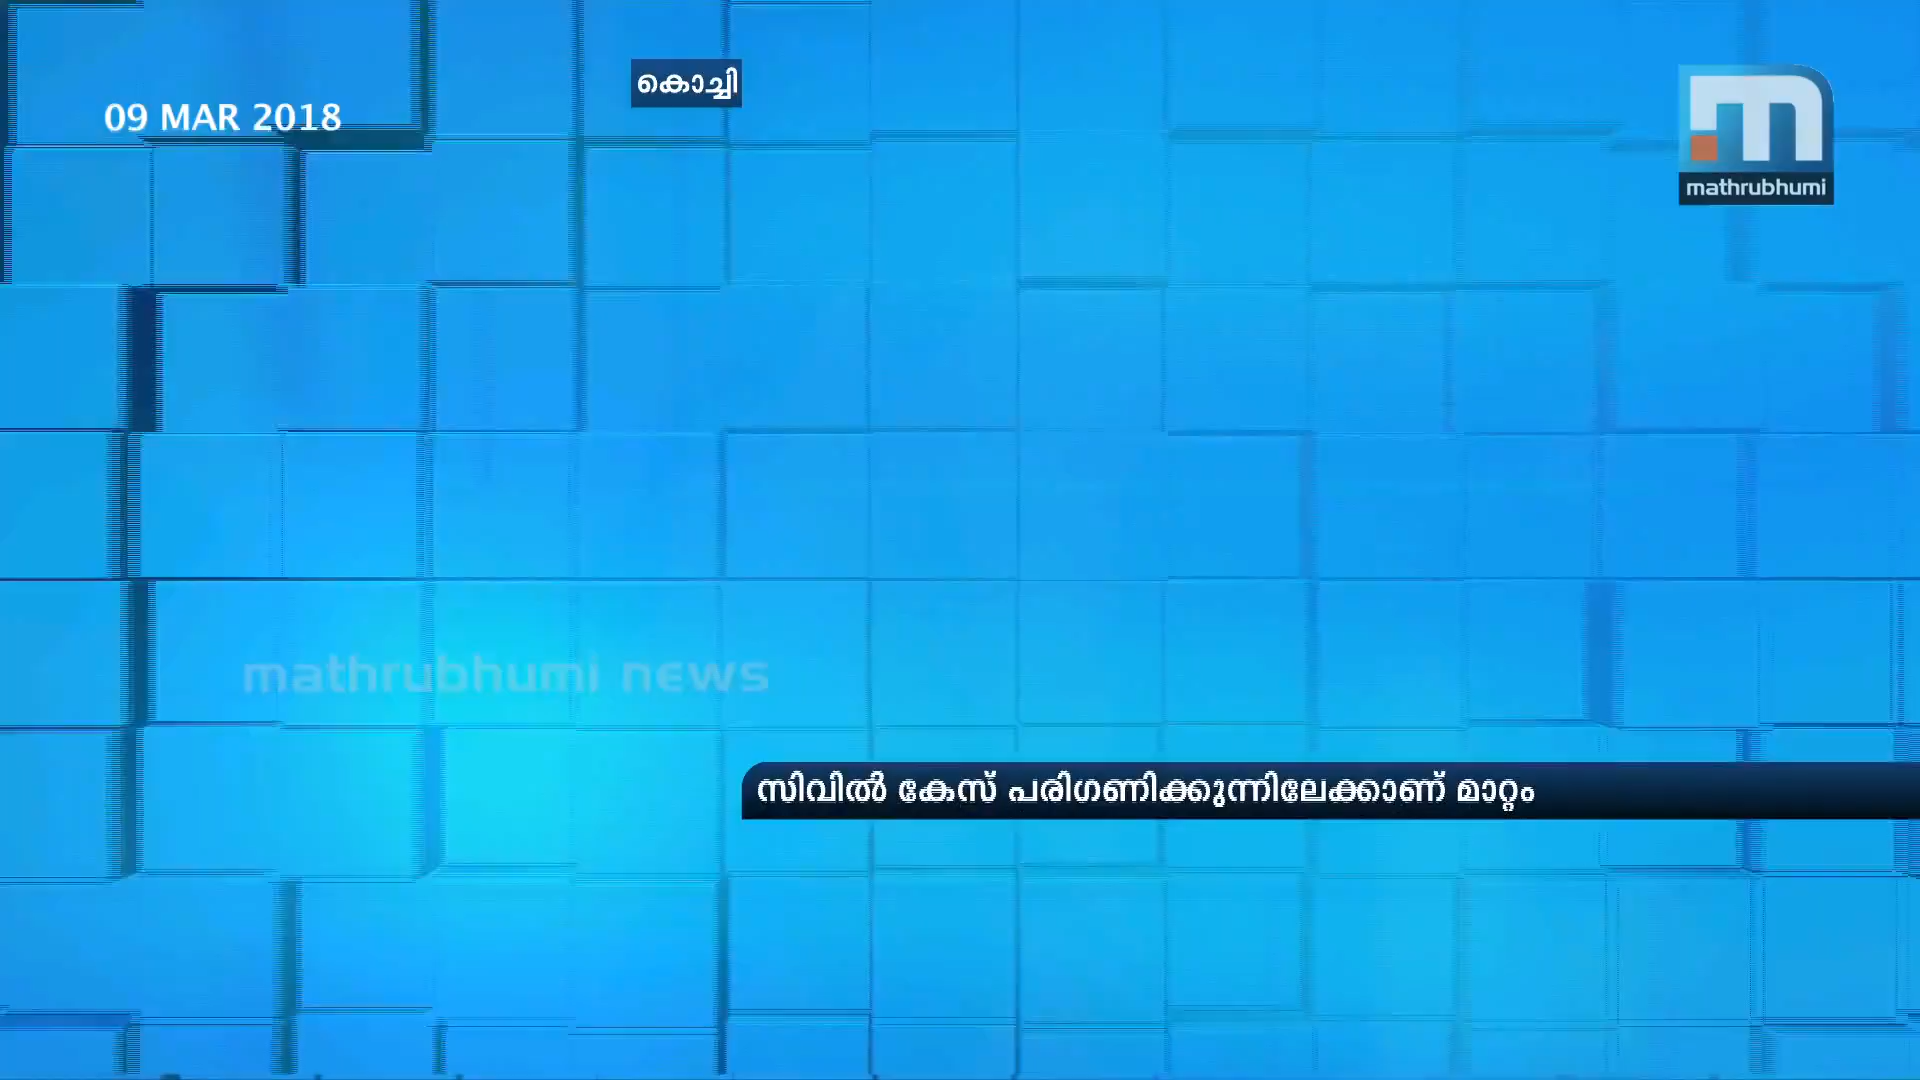 കൊച്ചി
09 MAR 2018
mathrubhumi
mathrubhumi news
സിവിൽ കേസ് പരിഗണിക്കുന്നിലേക്കാണ് മാറ്റം